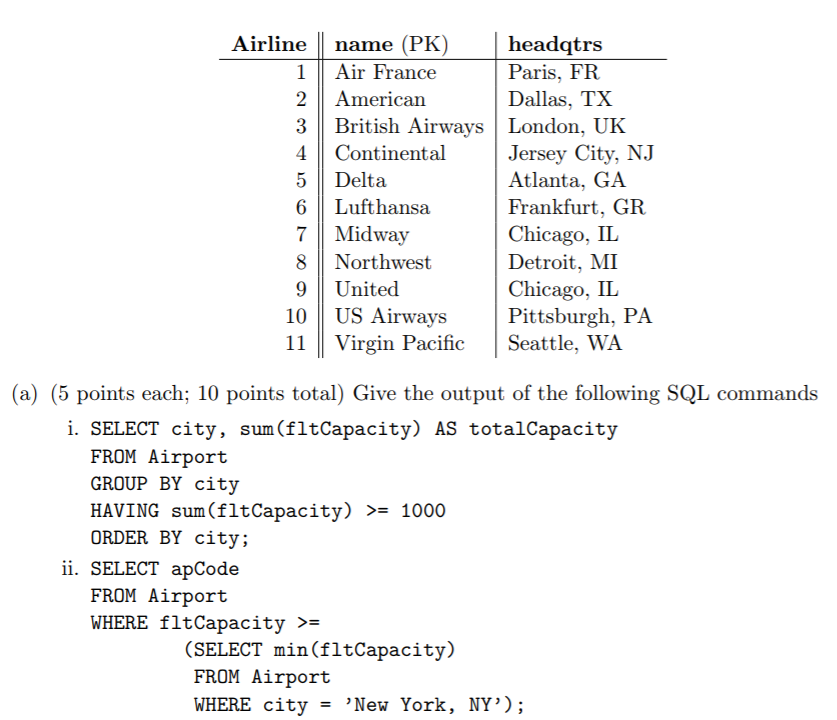 Airline name (PK) headqtrs
1 Air France Paris, FR
2 American Dallas, TX
3 British Airways London, UK
4 Continental Jersey City, NJ
5 Delta Atlanta, GA
6 Lufthansa Frankfurt, GR
7 Midway Chicago, IL
8 Northwest Detroit, MI
9 United Chicago, IL
10 US Airways Pittsburgh, PA
11 Virgin Pacific Seattle, WA
(a) (5 points each; 10 points total) Give the output of the following SQL commands
i. SELECT city, sum(fltCapacity) AS totalCapacity
FROM Airport
GROUP BY city
HAVING sum(fltCapacity) >= 1000
ORDER BY city;
ii. SELECT apCode
FROM Airport
WHERE fltCapacity >=
(SELECT min(fltCapacity)
FROM Airport
WHERE city = ’New York, NY’);